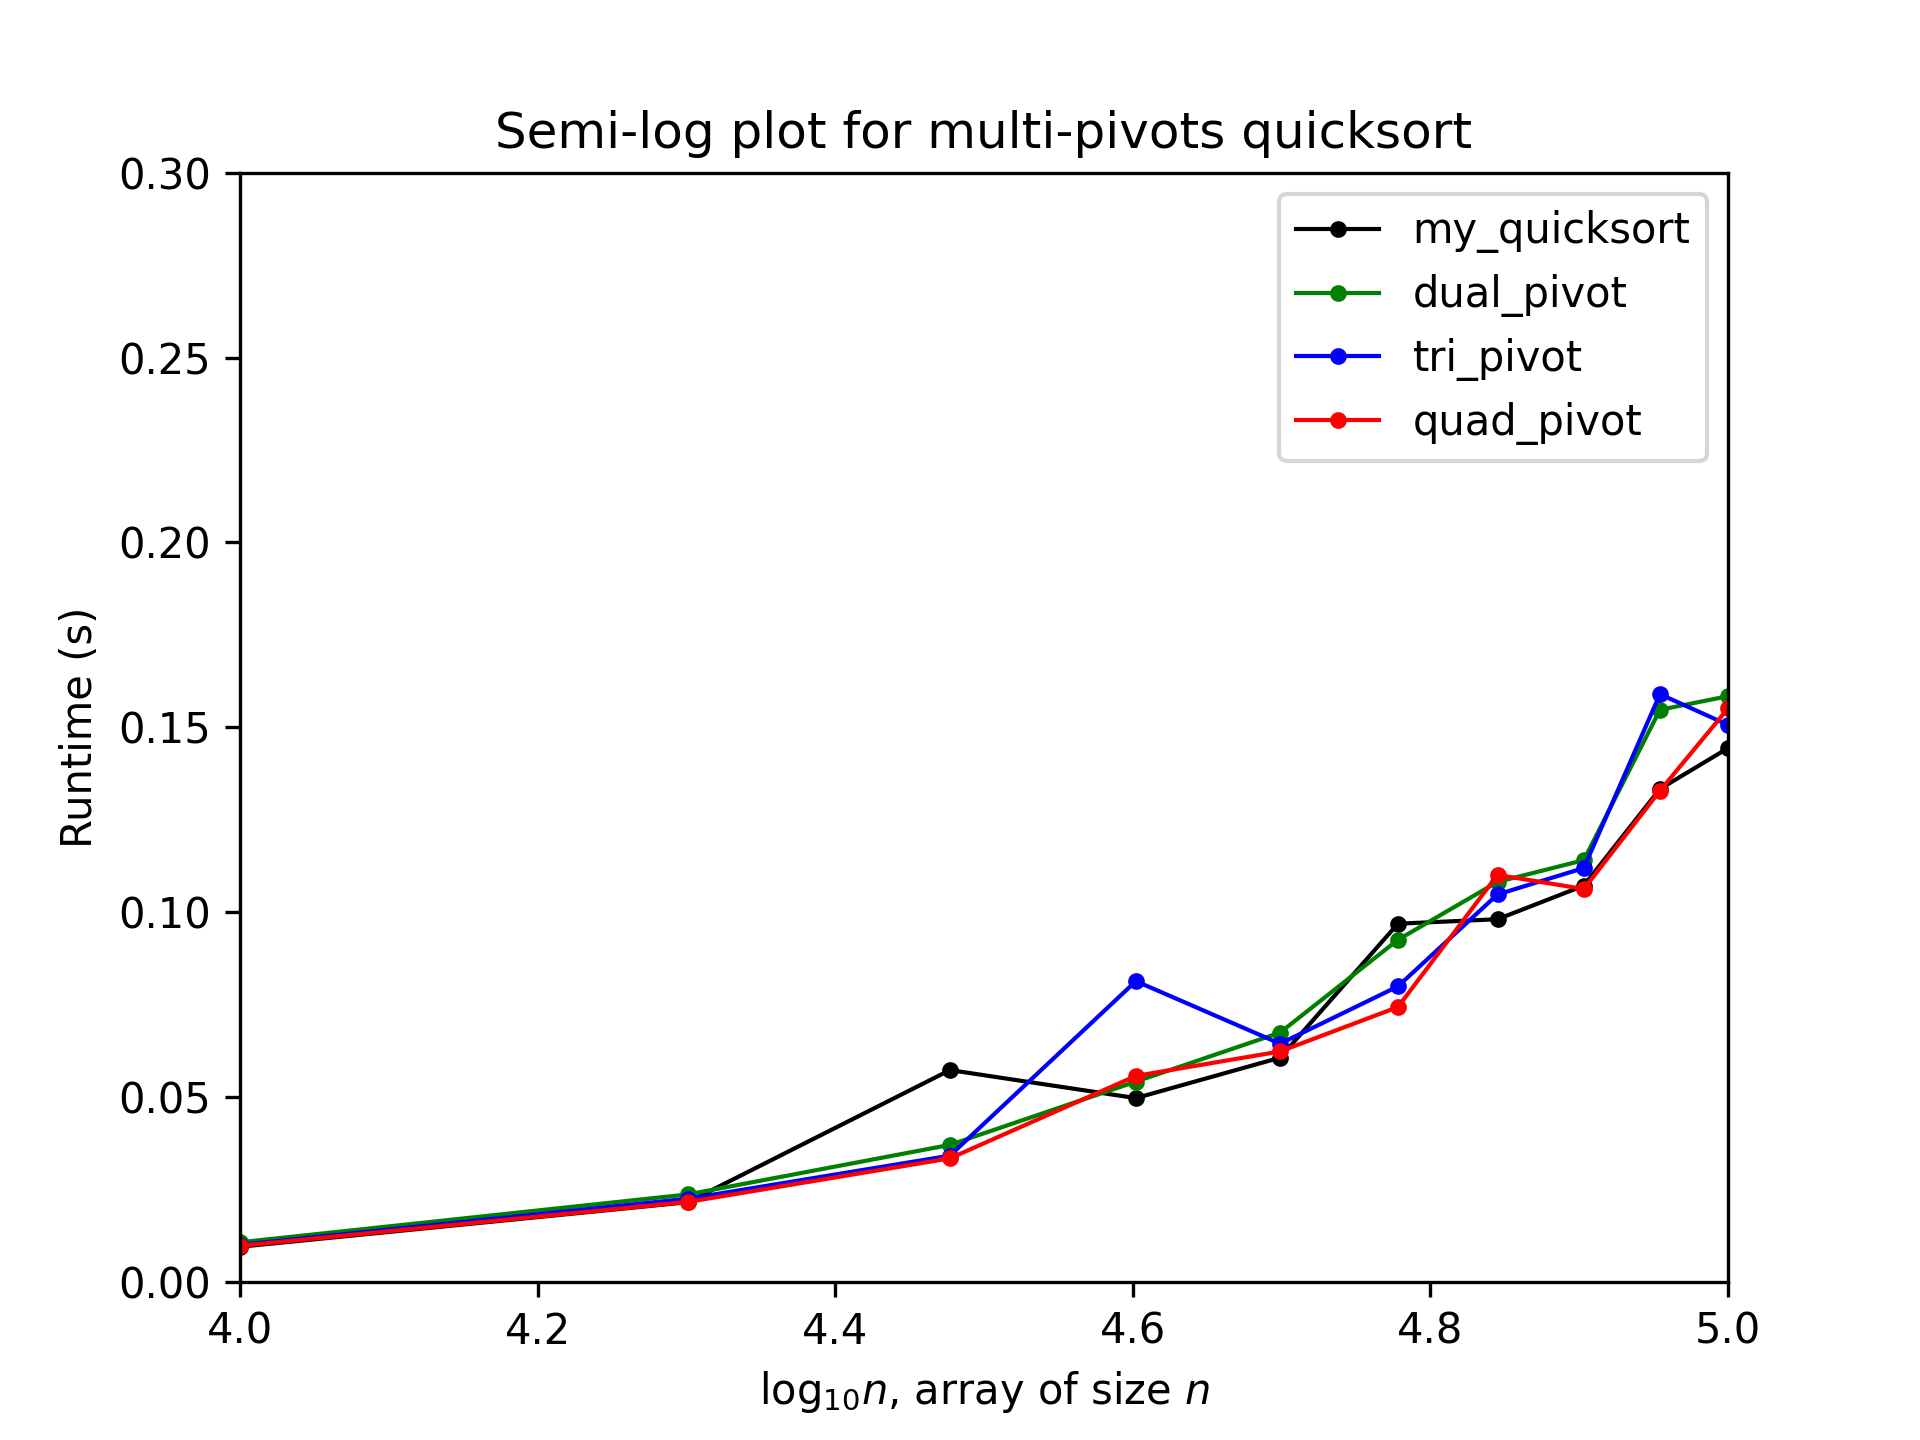 Semi-log plot for multi-pivots quicksort
0.30
0.25
0.20
0.15
0.10
0.05
0.00
Runtime (s)
my_quicksort
dual_pivot
tri_pivot
quad_pivot
4.0 4.2 4.4 4.6 4.8 5.0
log₁₀n, array of size n